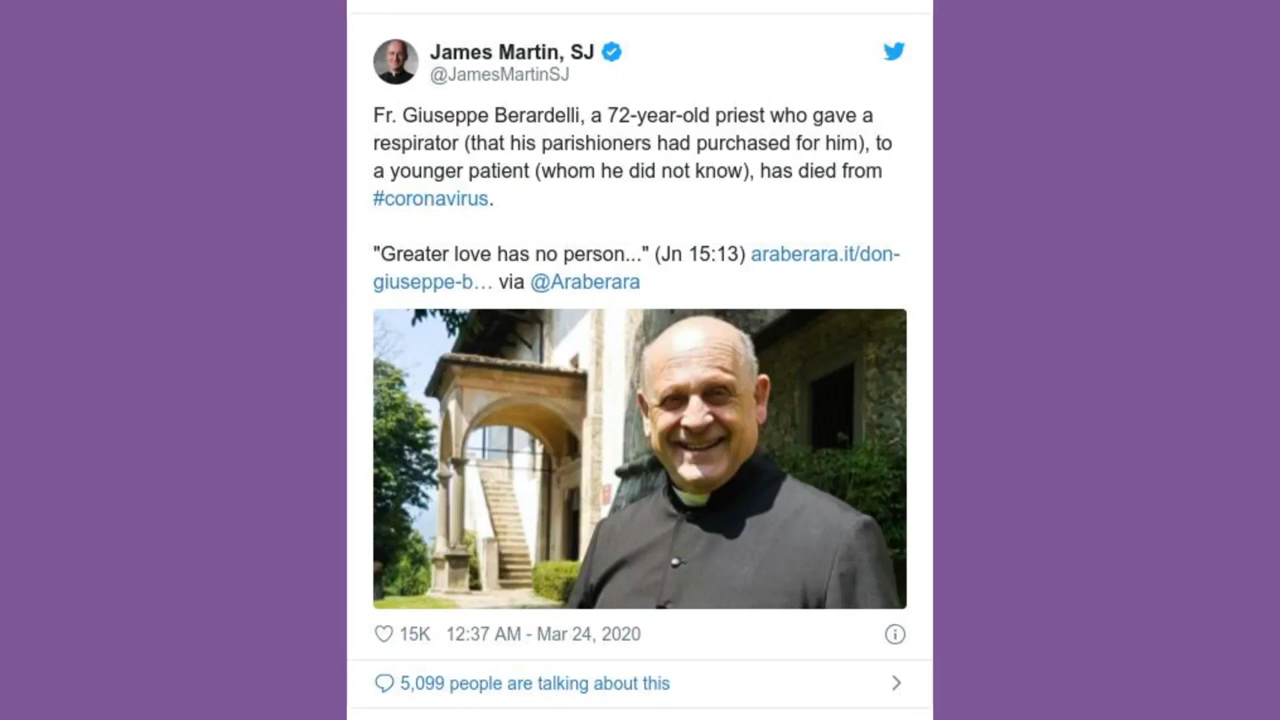 James Martin, SJ
@JamesMartinSJ
Fr. Giuseppe Berardelli, a 72-year-old priest who gave a
respirator (that his parishioners had purchased for him), to
a younger patient (whom he did not know), has died from
#coronavirus.
"Greater love has no person..." (Jn 15:13) araberara.it/don-
giuseppe-b… via @Araberara
15K 12:37 AM - Mar 24, 2020
5,099 people are talking about this